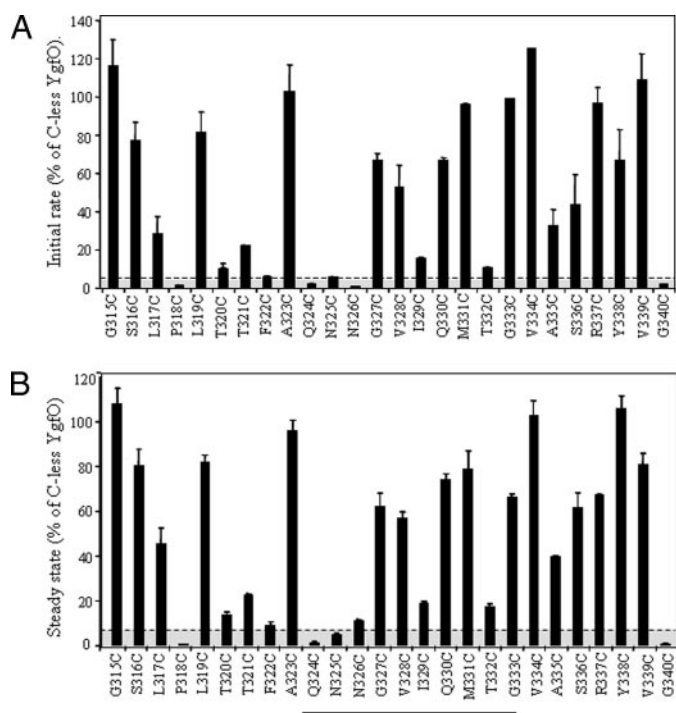 A
Initial rate (% of C-less YgfO).
140
120
100
80
60
40
20
0
G315C
S316C
L317C
P318C
L319C
T320C
T321C
F322C
A323C
Q324C
N325C
N326C
G327C
V328C
I329C
Q330C
M331C
T332C
G333C
V334C
A335C
S336C
R337C
Y338C
V339C
G340C
B
Steady state (% of C-less YgfO)
120
100
80
60
40
20
0
G315C
S316C
L317C
P318C
L319C
T320C
T321C
F322C
A323C
Q324C
N325C
N326C
G327C
V328C
I329C
Q330C
M331C
T332C
G333C
V334C
A335C
S336C
R337C
Y338C
V339C
G340C